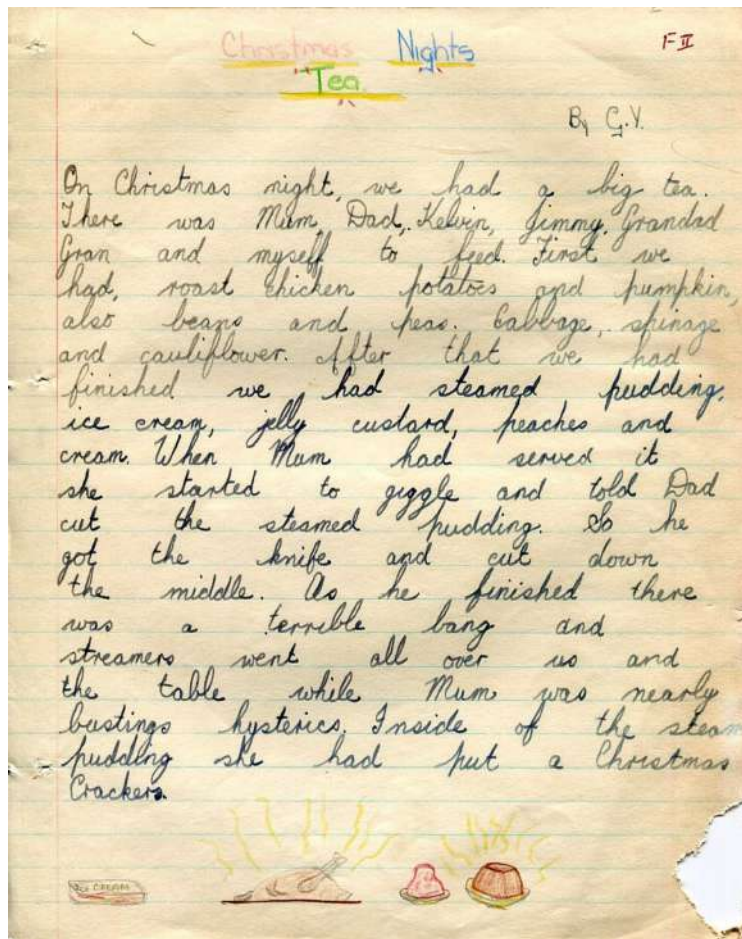 Christmas Nights
Tea
F II
By G.Y.
On Christmas night, we had a big tea.
There was Mum, Dad, Kelvin, Jimmy, Grandad
Gran and myself to feed. First we
had, roast chicken potatoes and pumpkin,
also beans and peas. Cabbage, spinage
and cauliflower. After that we had
finished we had steamed pudding,
ice cream, jelly custard, peaches and
cream. When Mum had served it
she started to giggle and told Dad
cut the steamed pudding. So he
got the knife and cut down
the middle. As he finished there
was a terrible bang and
streamers went all over us and
the table while Mum was nearly
bustings hysterics. Inside of the steam
pudding she had put a Christmas
Crackers.
ICE CREAM